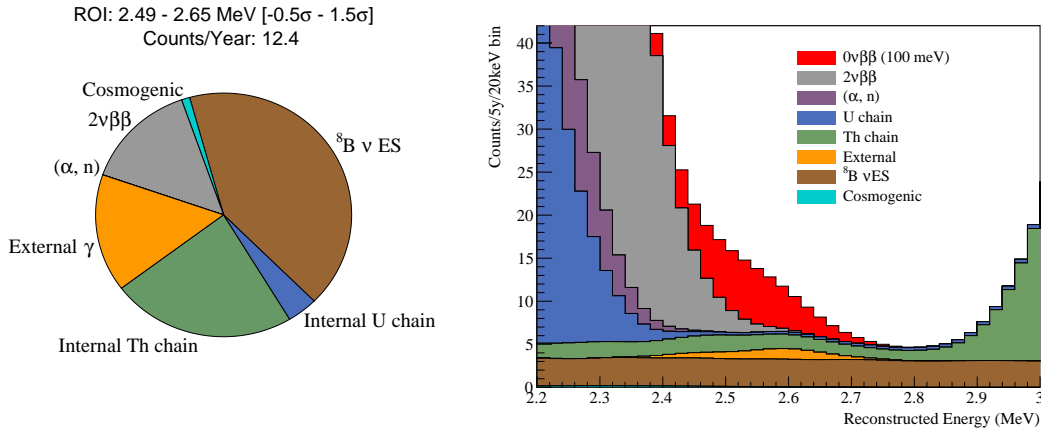 ROI: 2.49 - 2.65 MeV [-0.5σ - 1.5σ]
Counts/Year: 12.4
Cosmogenic
2νββ
(α, n)
External γ
Internal Th chain
Internal U chain
⁸B ν ES
Counts/5y/20keV bin
40
35
30
25
20
15
10
5
0
0νββ (100 meV)
2νββ
(α, n)
U chain
Th chain
External
⁸B νES
Cosmogenic
2.2 2.3 2.4 2.5 2.6 2.7 2.8 2.9 3
Reconstructed Energy (MeV)